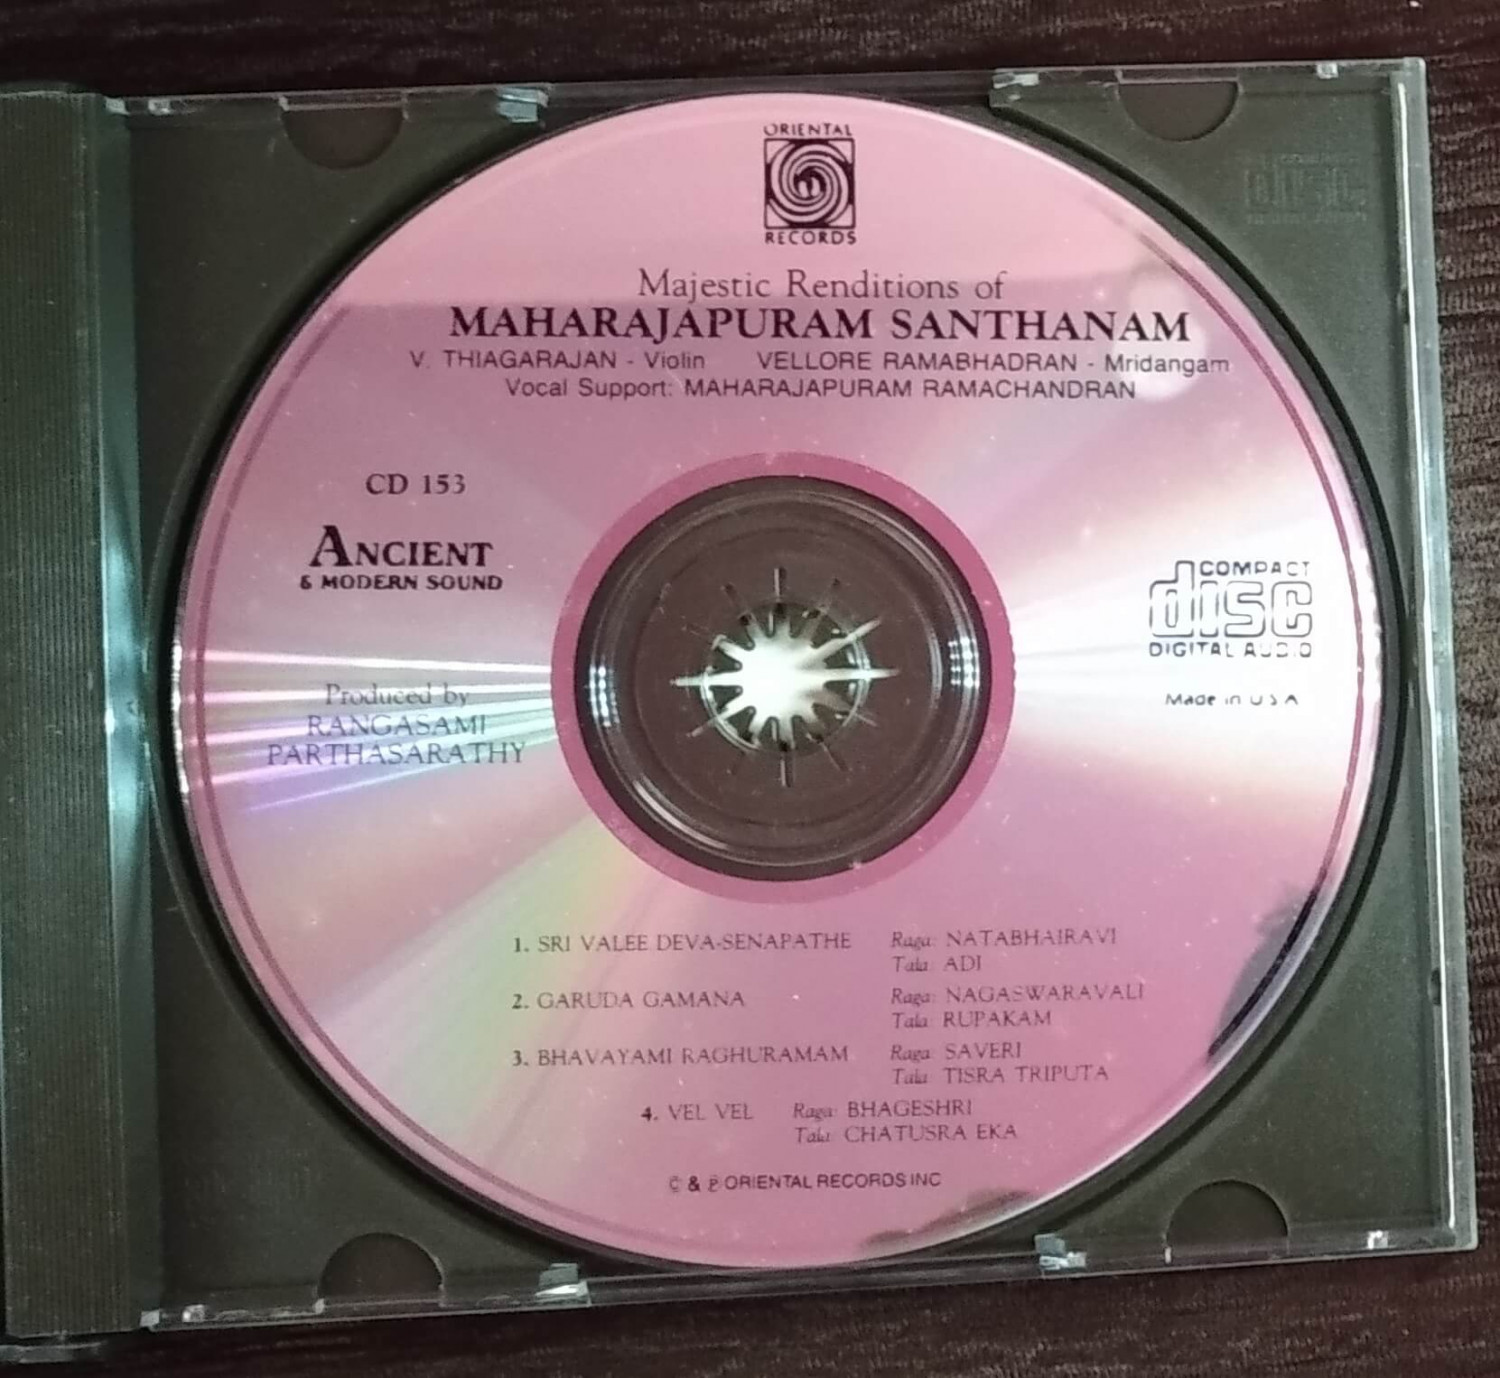 ORIENTAL
RECORDS
Majestic Renditions of
MAHARAJAPURAM SANTHANAM
V. THIAGARAJAN - Violin VELLORE RAMABHADRAN - Mridangam
Vocal Support: MAHARAJAPURAM RAMACHANDRAN
CD 153
ANCIENT
& MODERN SOUND
COMPACT
disc
DIGITAL AUDIO
Made in U S A
Produced by
RANGASAMI
PARTHASARATHY
1. SRI VALEE DEVA-SENAPATHE Raga: NATABHAIRAVI
Tala: ADI
2. GARUDA GAMANA Raga: NAGASWARAVALI
Tala: RUPAKAM
3. BHAVAYAMI RAGHURAMAM Raga: SAVERI
Tala: TISRA TRIPUTA
4. VEL VEL Raga: BHAGESHRI
Tala: CHATUSRA EKA
© & ℗ ORIENTAL RECORDS INC
disc